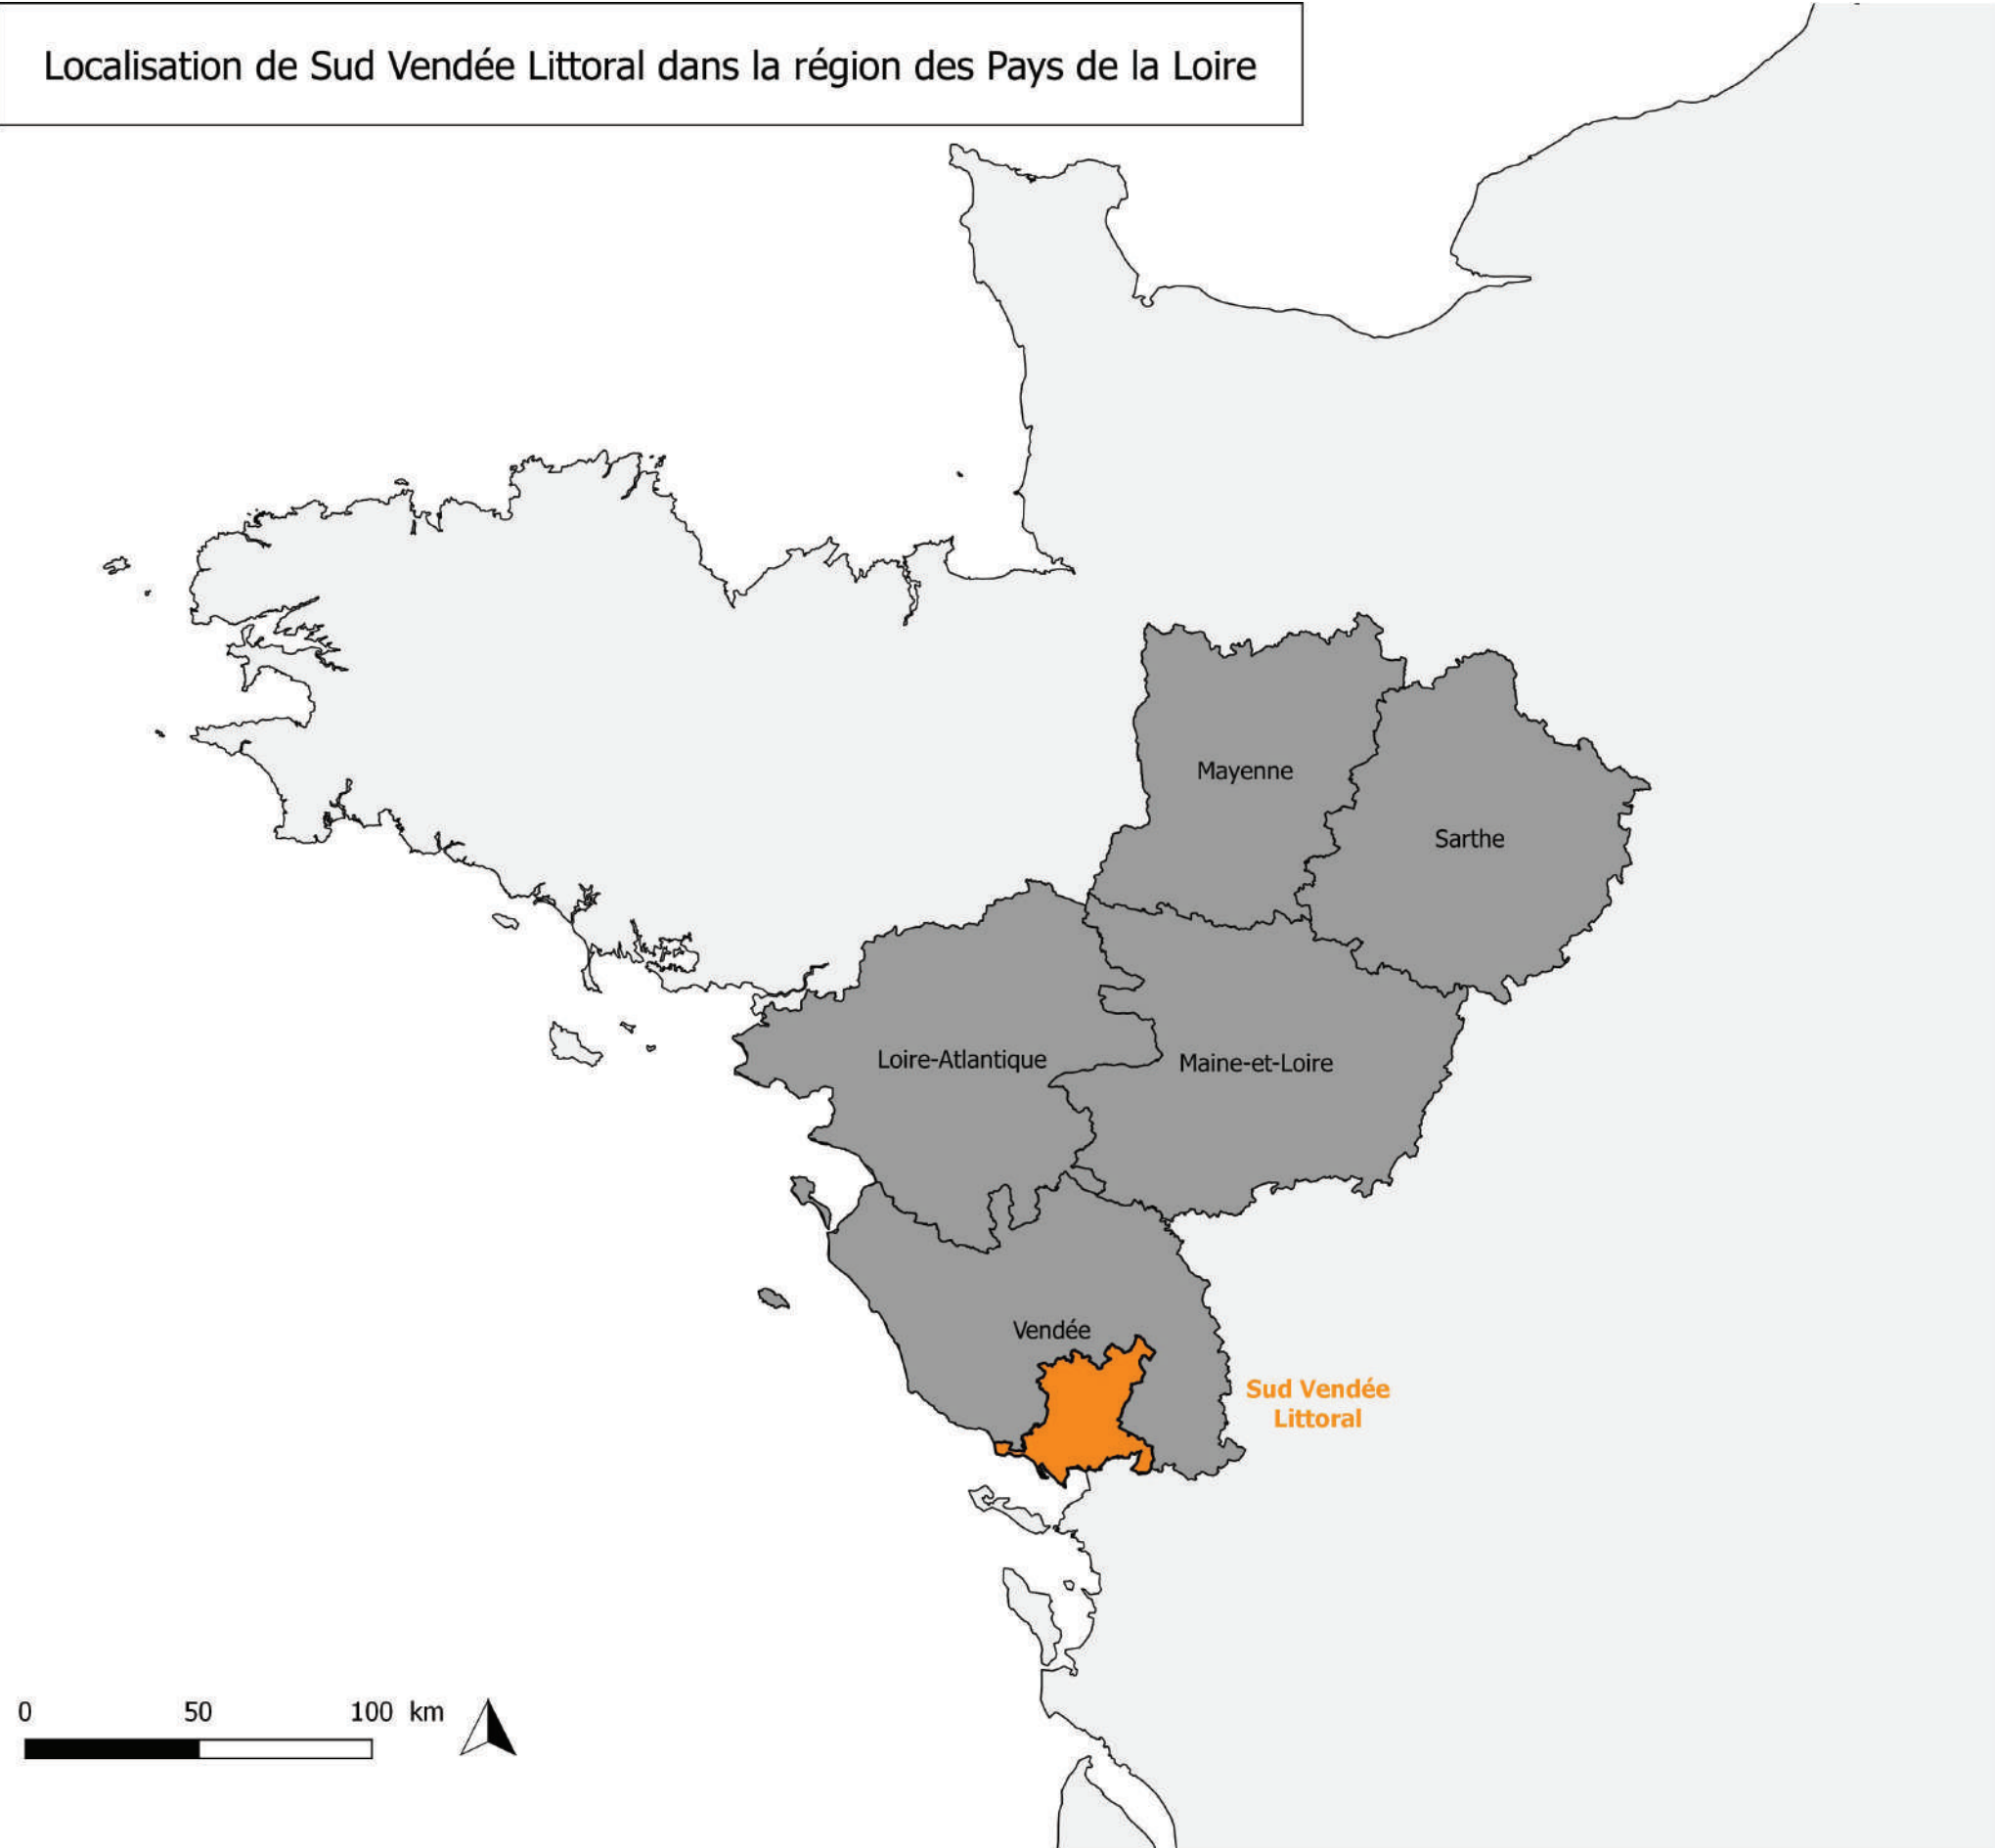 Localisation de Sud Vendée Littoral dans la région des Pays de la Loire
Mayenne
Sarthe
Loire-Atlantique
Maine-et-Loire
Vendée
Sud Vendée
Littoral
0 50 100 km